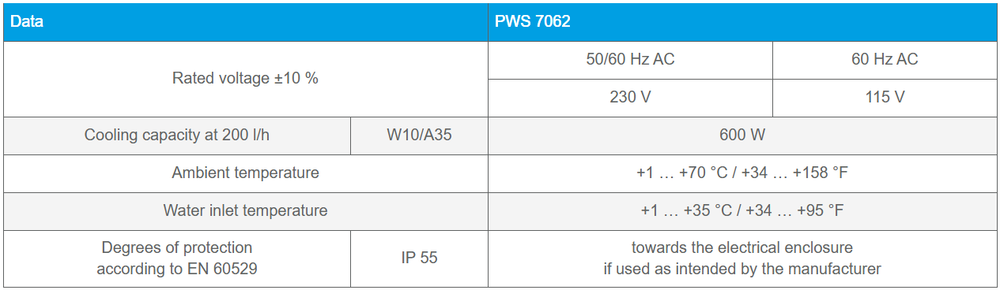 Data PWS 7062
Rated voltage ±10 % 50/60 Hz AC 60 Hz AC
230 V 115 V
Cooling capacity at 200 l/h W10/A35 600 W
Ambient temperature +1 … +70 °C / +34 … +158 °F
Water inlet temperature +1 … +35 °C / +34 … +95 °F
Degrees of protection
according to EN 60529
IP 55
towards the electrical enclosure
if used as intended by the manufacturer